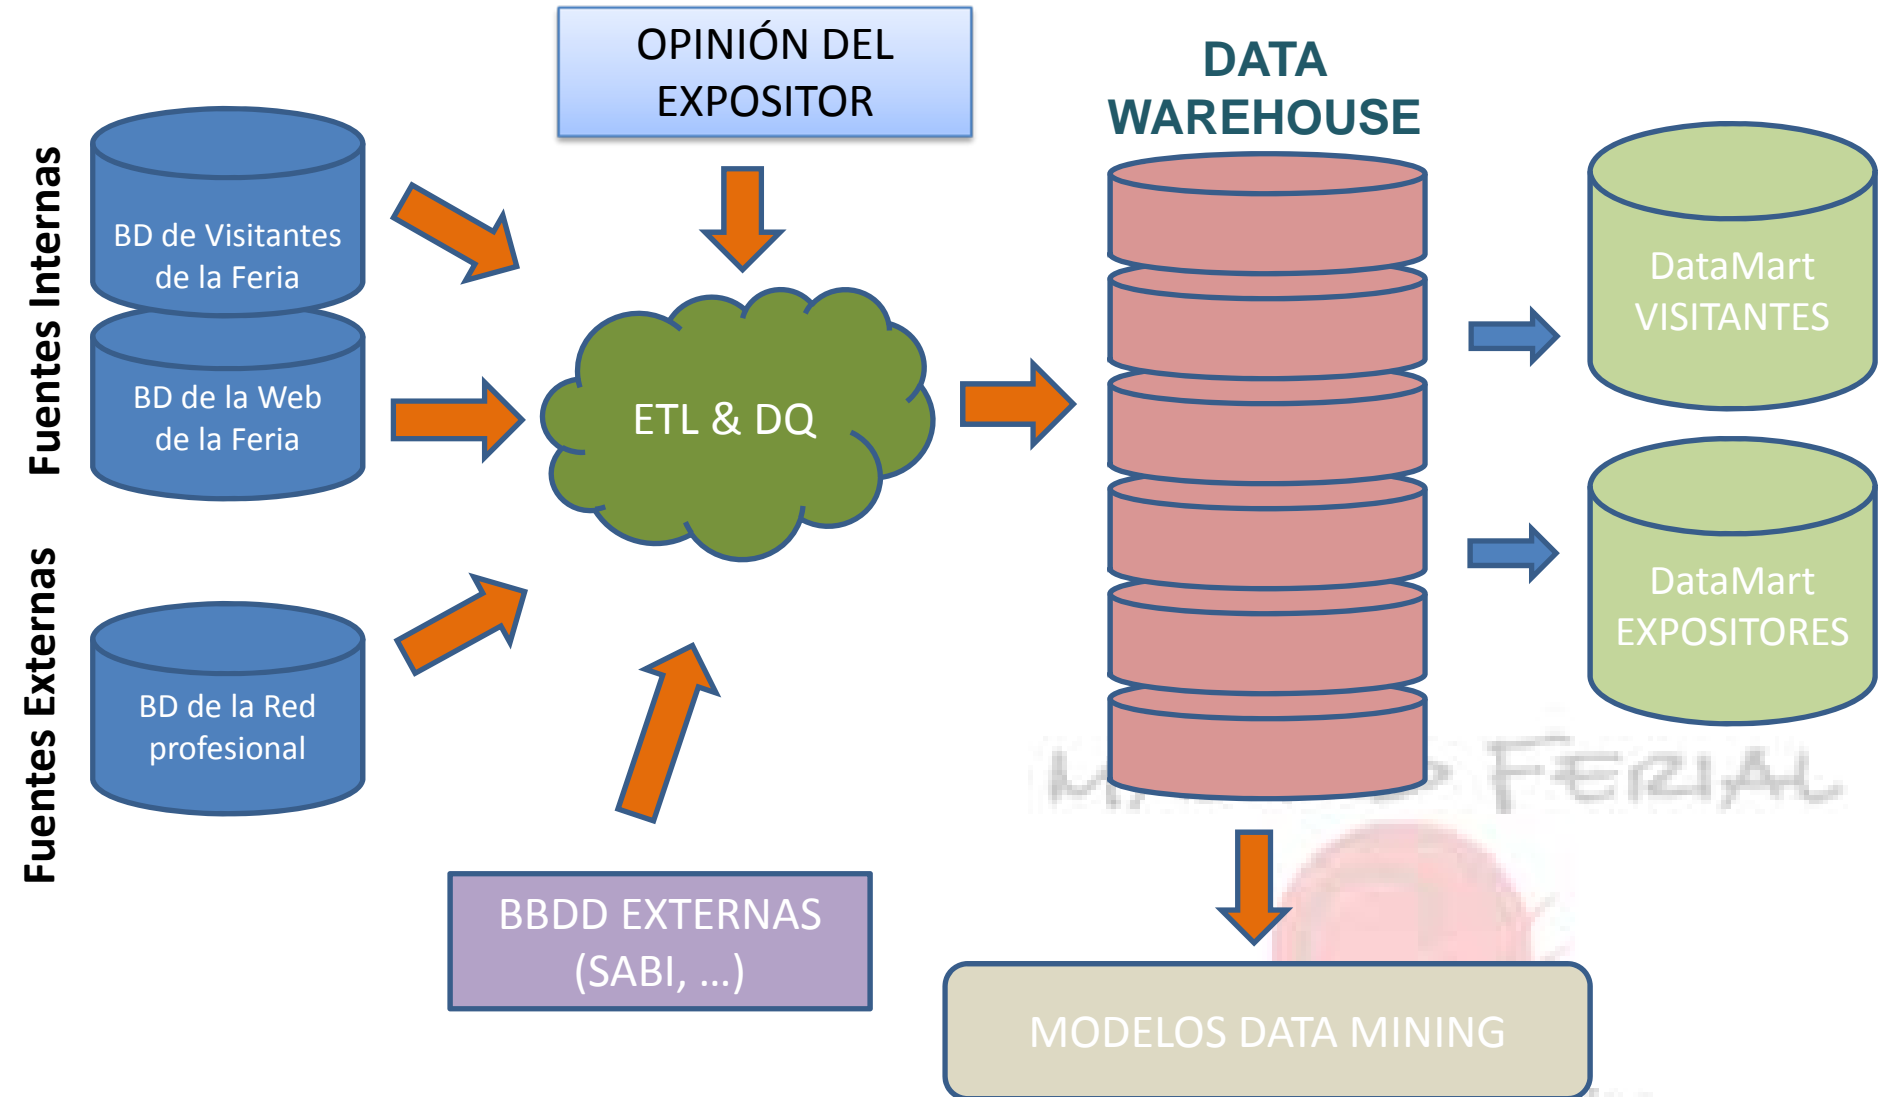 OPINIÓN DEL
EXPOSITOR
DATA
WAREHOUSE
Fuentes Internas
BD de Visitantes
de la Feria
BD de la Web
de la Feria
ETL & DQ
DataMart
VISITANTES
DataMart
EXPOSITORES
Fuentes Externas
BD de la Red
profesional
FERIAL
BBDD EXTERNAS
(SABI, ...)
MODELOS DATA MINING